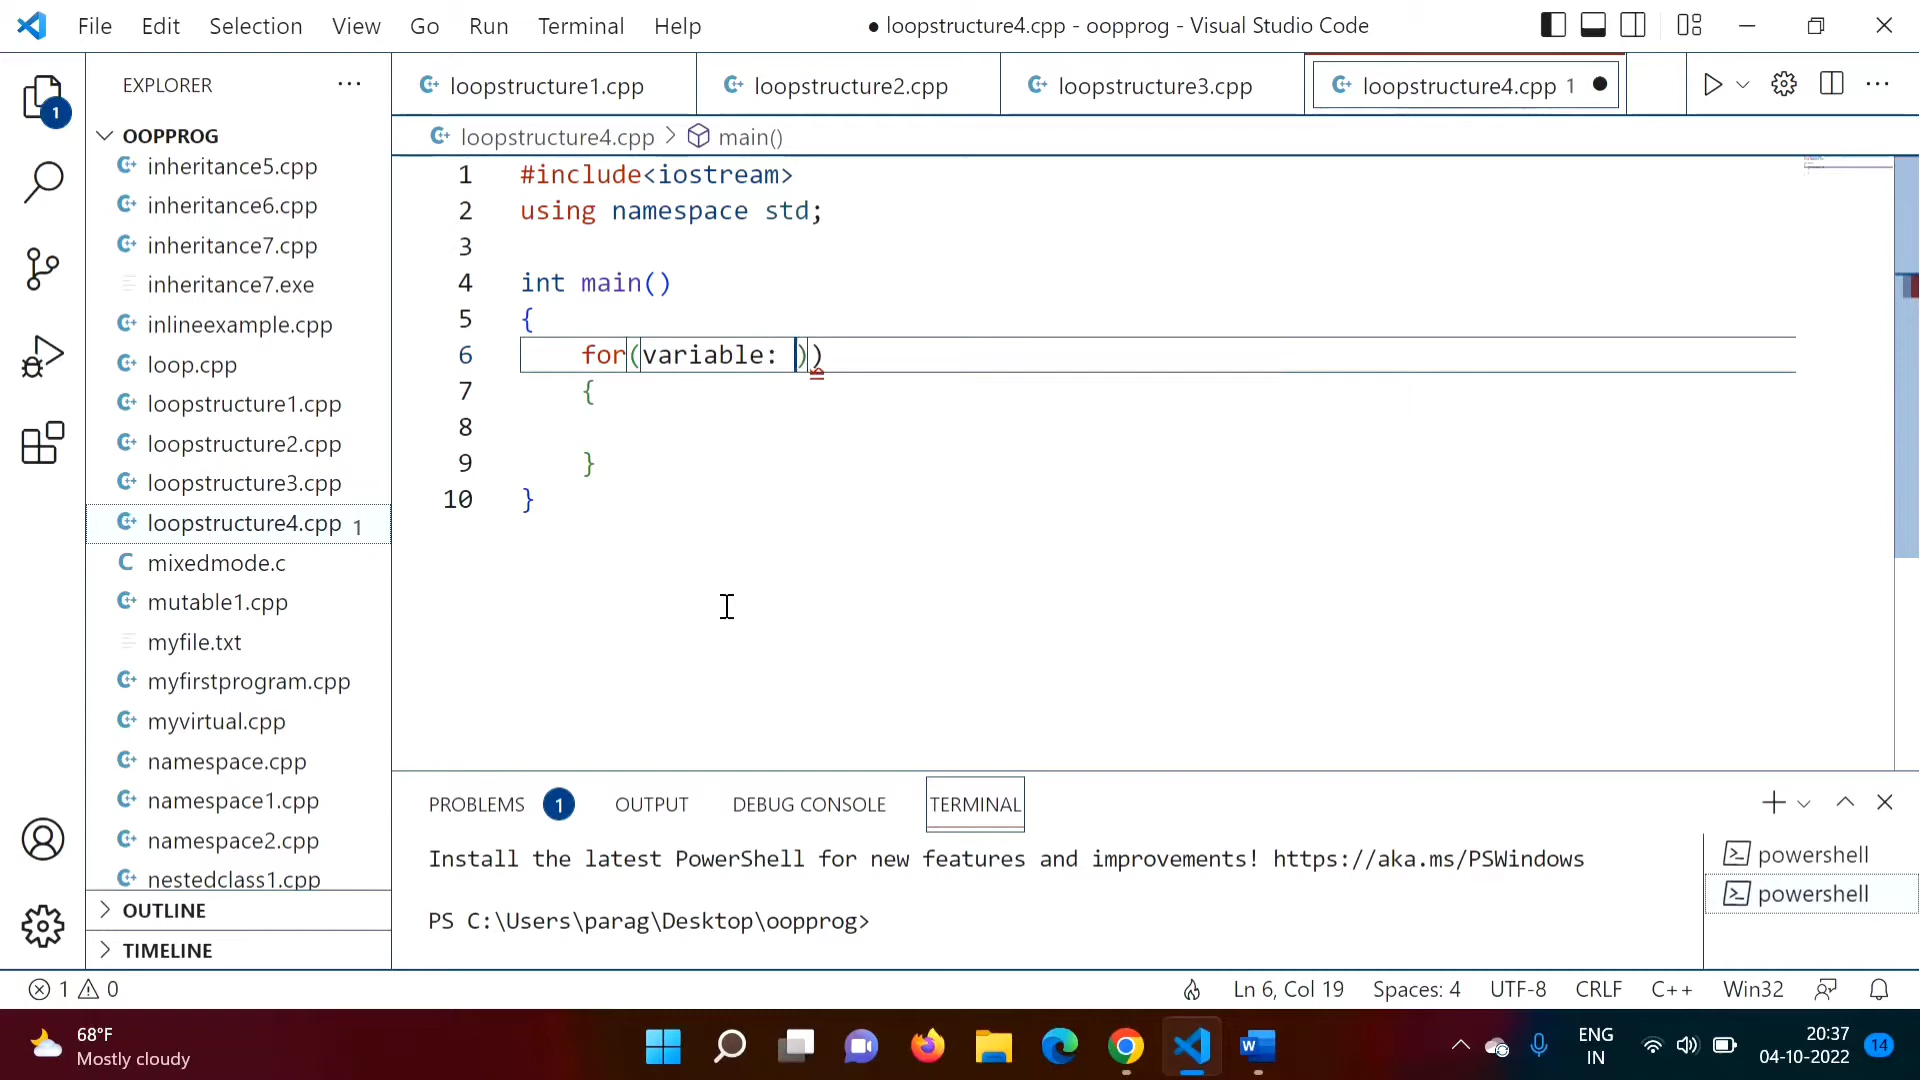 File Edit Selection View Go Run Terminal Help
● loopstructure4.cpp - oopprog - Visual Studio Code
1
EXPLORER
OOPPROG
inheritance5.cpp
inheritance6.cpp
inheritance7.cpp
inheritance7.exe
inlineexample.cpp
loop.cpp
loopstructure1.cpp
loopstructure2.cpp
loopstructure3.cpp
loopstructure4.cpp 1
mixedmode.c
mutable1.cpp
myfile.txt
myfirstprogram.cpp
myvirtual.cpp
namespace.cpp
namespace1.cpp
namespace2.cpp
nestedclass1.cpp
OUTLINE
TIMELINE
loopstructure1.cpp loopstructure2.cpp loopstructure3.cpp loopstructure4.cpp 1 ●
loopstructure4.cpp > main()
1 #include<iostream>
2 using namespace std;
3
4 int main()
5 {
6 for(variable: ))
7 {
8
9 }
10 }
PROBLEMS 1 OUTPUT DEBUG CONSOLE TERMINAL
Install the latest PowerShell for new features and improvements! https://aka.ms/PSWindows
PS C:\Users\parag\Desktop\oopprog>
powershell
powershell
1 0 Ln 6, Col 19 Spaces: 4 UTF-8 CRLF C++ Win32
68°F
Mostly cloudy
W
ENG
IN
20:37
04-10-2022
14